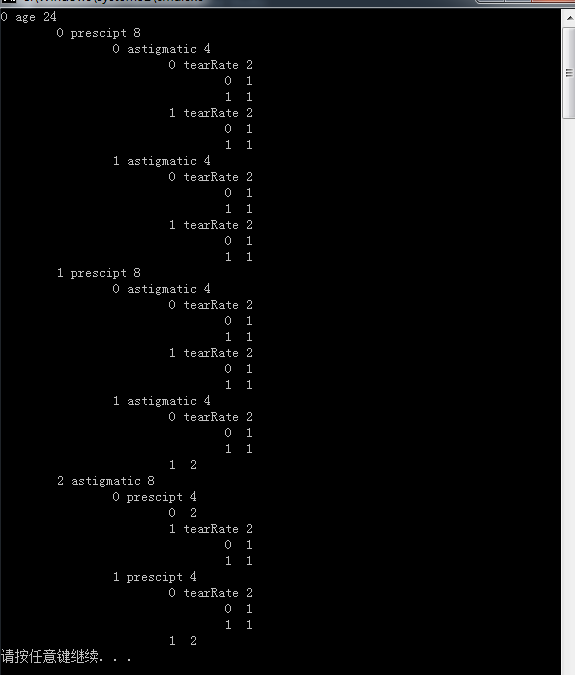 0 age 24
0 prescipt 8
0 astigmatic 4
0 tearRate 2
0 1
1 1
1 tearRate 2
0 1
1 1
1 astigmatic 4
0 tearRate 2
0 1
1 1
1 tearRate 2
0 1
1 1
1 prescipt 8
0 astigmatic 4
0 tearRate 2
0 1
1 1
1 tearRate 2
0 1
1 1
1 astigmatic 4
0 tearRate 2
0 1
1 1
1 2
2 astigmatic 8
0 prescipt 4
0 2
1 tearRate 2
0 1
1 1
1 prescipt 4
0 tearRate 2
0 1
1 1
1 2
请按任意键继续. . .